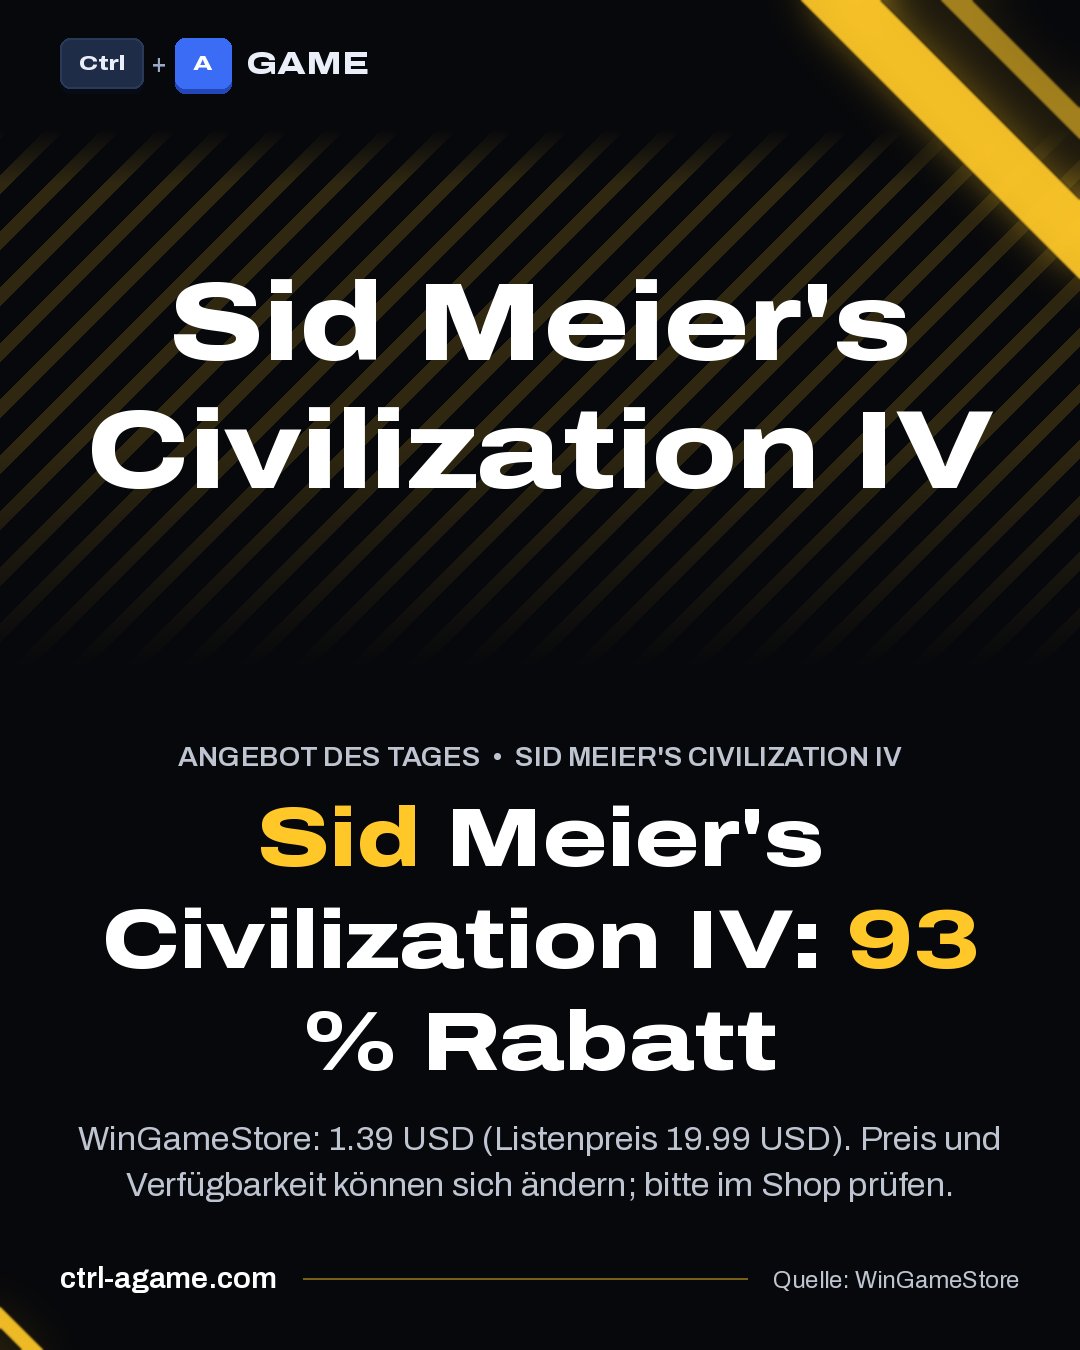 Ctrl + A GAME
Sid Meier's
Civilization IV
ANGEBOT DES TAGES • SID MEIER'S CIVILIZATION IV
Sid Meier's
Civilization IV: 93
% Rabatt
WinGameStore: 1.39 USD (Listenpreis 19.99 USD). Preis und
Verfügbarkeit können sich ändern; bitte im Shop prüfen.
ctrl-agame.com
Quelle: WinGameStore